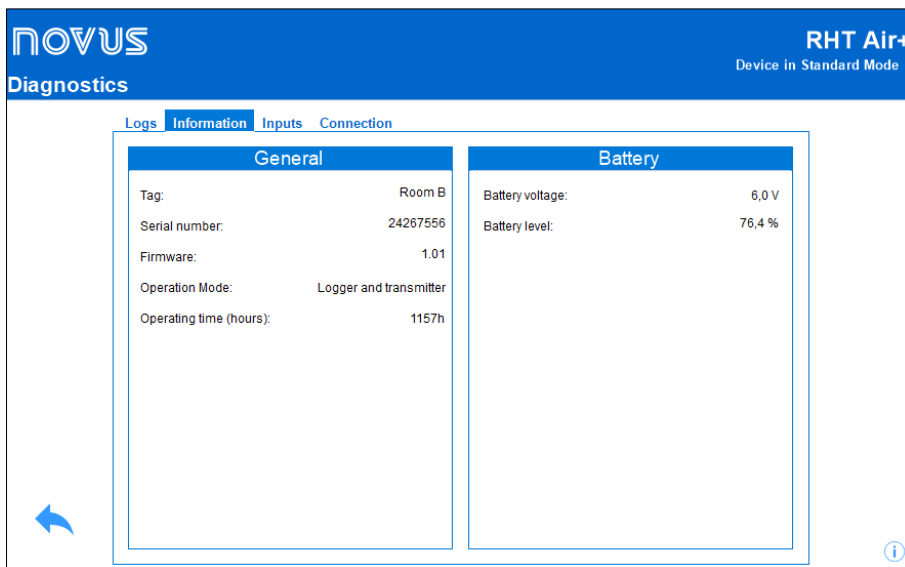 NOVUS
RHT Air+
Device in Standard Mode
Diagnostics
Logs Information Inputs Connection
General
Tag: Room B
Serial number: 24267556
Firmware: 1.01
Operation Mode: Logger and transmitter
Operating time (hours): 1157h
Battery
Battery voltage: 6,0 V
Battery level: 76,4 %
i